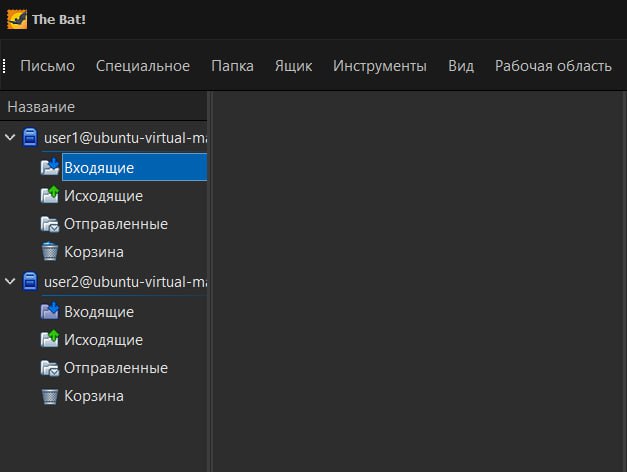 The Bat!
Письмо Специальное Папка Ящик Инструменты Вид Рабочая область
Название
user1@ubuntu-virtual-ma
Входящие
Исходящие
Отправленные
Корзина
user2@ubuntu-virtual-ma
Входящие
Исходящие
Отправленные
Корзина